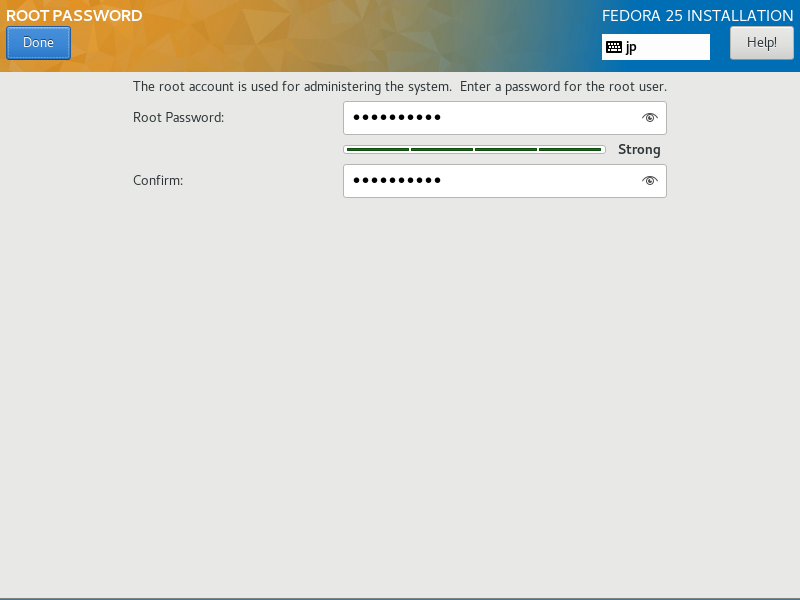 ROOT PASSWORD
FEDORA 25 INSTALLATION
Done
jp
Help!
The root account is used for administering the system.  Enter a password for the root user.
Root Password:
●●●●●●●●●●
Strong
Confirm:
●●●●●●●●●●